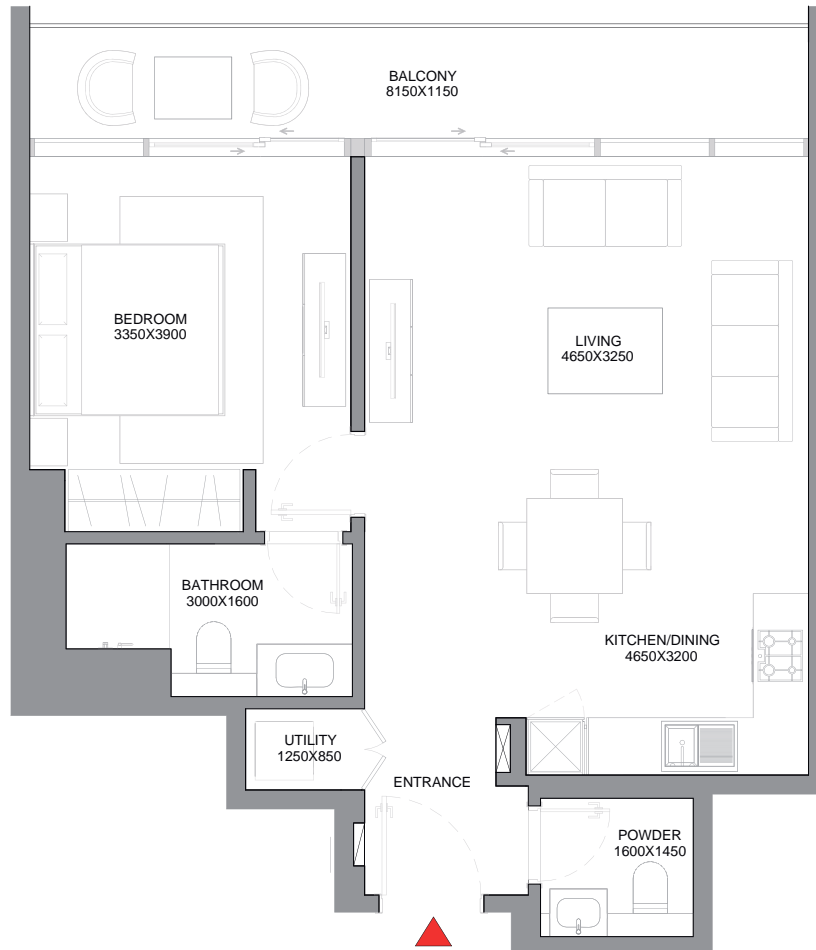 BALCONY
8150X1150
BEDROOM
3350X3900
LIVING
4650X3250
BATHROOM
3000X1600
KITCHEN/DINING
4650X3200
UTILITY
1250X850
ENTRANCE
POWDER
1600X1450